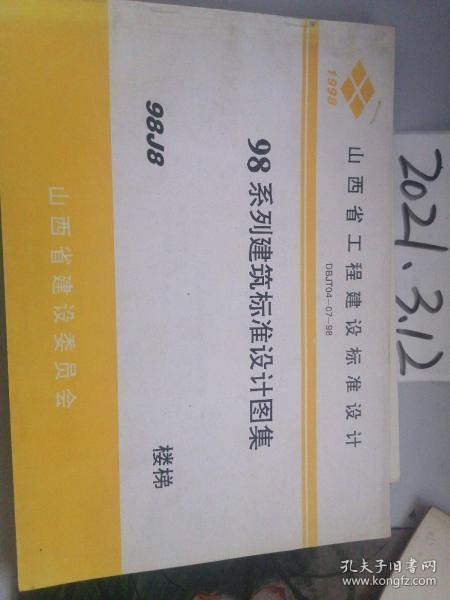 1998
山西省工程建设标准设计
DBJT04-07-98
98系列建筑标准设计图集
98J8
楼梯
山西省建设委员会
2021.3.12
孔夫子旧书网
www.kongfz.com